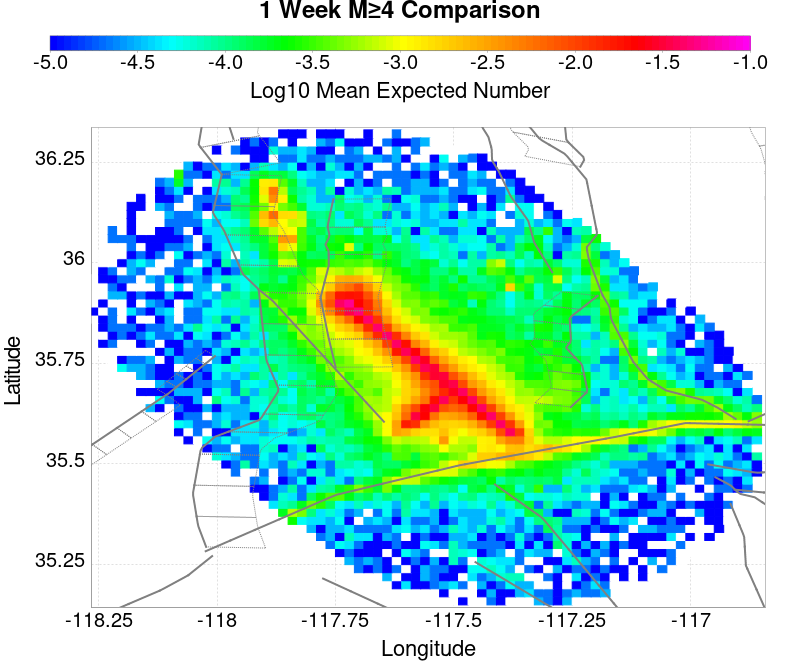 1 Week M≥4 Comparison
-5.0 -4.5 -4.0 -3.5 -3.0 -2.5 -2.0 -1.5 -1.0
Log10 Mean Expected Number
36.25
36
35.75
35.5
35.25
Latitude
-118.25 -118 -117.75 -117.5 -117.25 -117
Longitude